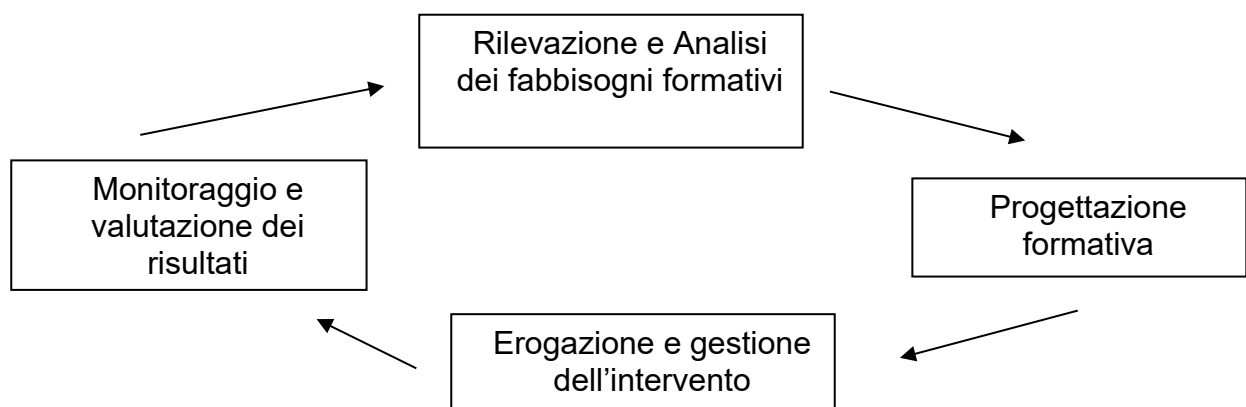 Rilevazione e Analisi
dei fabbisogni formativi
Monitoraggio e
valutazione dei
risultati
Progettazione
formativa
Erogazione e gestione
dell’intervento